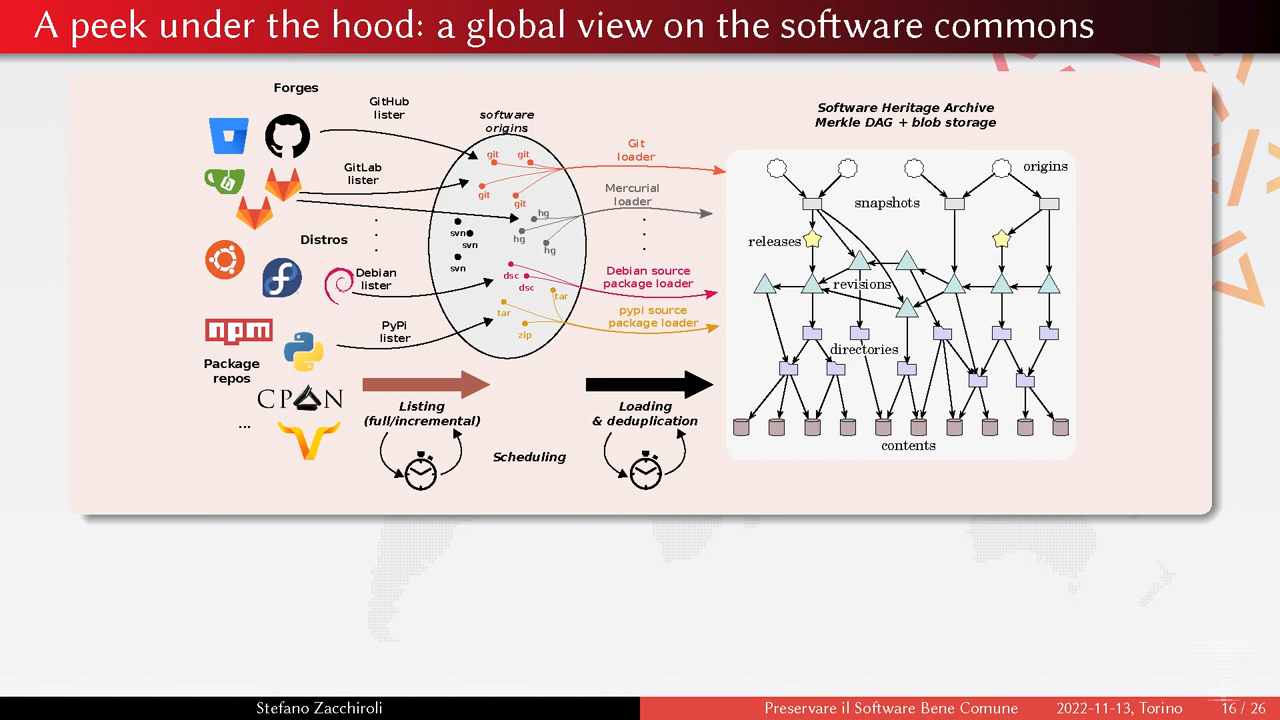 A peek under the hood: a global view on the software commons
Forges
GitHub
lister
GitLab
lister
Distros
Debian
lister
npm
PyPi
lister
Package
repos
CPAN
...
software
origins
git
git
git
git
hg
hg
hg
svn
svn
svn
dsc
dsc
tar
tar
zip
Git
loader
Mercurial
loader
Debian source
package loader
pypi source
package loader
Listing
(full/incremental)
Scheduling
Loading
& deduplication
Software Heritage Archive
Merkle DAG + blob storage
origins
snapshots
releases
revisions
directories
contents
Stefano Zacchiroli
Preservare il Software Bene Comune
2022-11-13, Torino
16 / 26